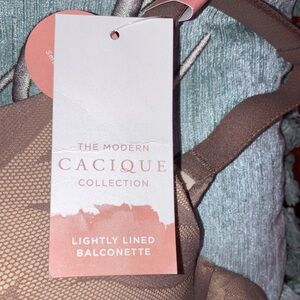 THE MODERN
CACIQUE
COLLECTION
LIGHTLY LINED
BALCONETTE